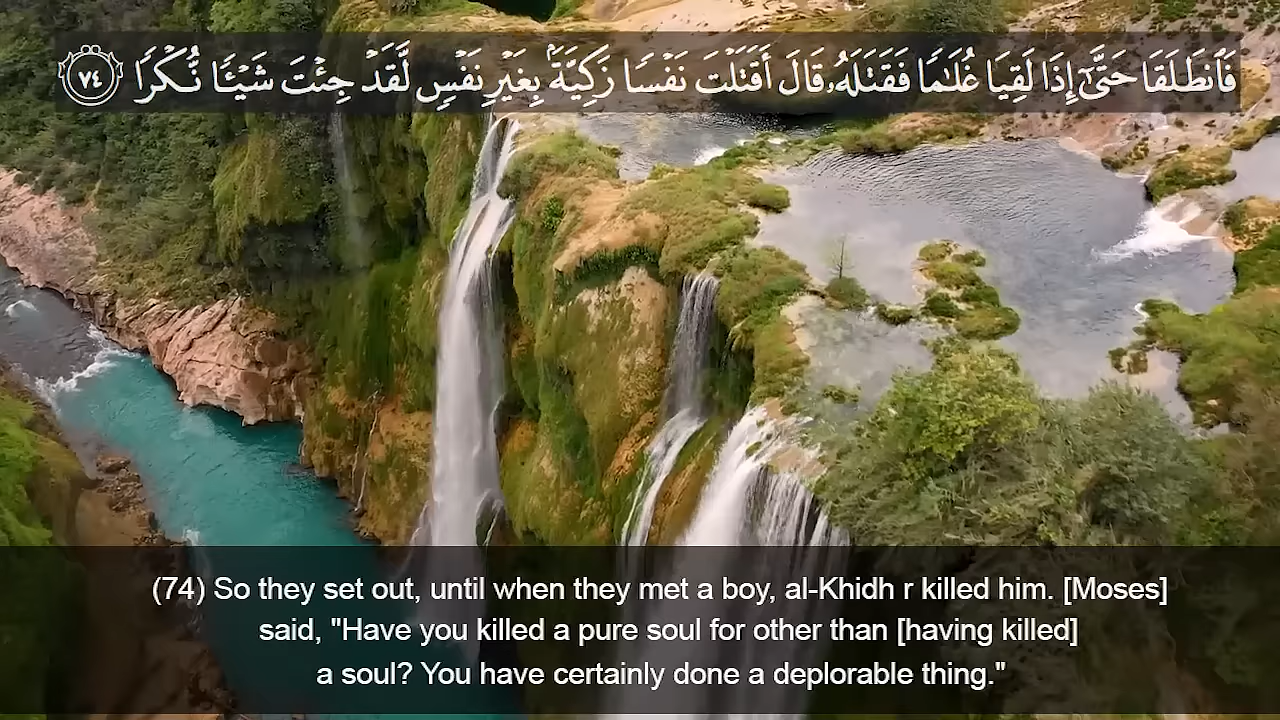 فَٱنطَلَقَا حَتَّىٰٓ إِذَا لَقِيَا غُلَـٰمًا فَقَتَلَهُۥ قَالَ أَقَتَلْتَ نَفْسًا زَكِيَّةًۢ بِغَيْرِ نَفْسٍ لَّقَدْ جِئْتَ شَيْـًٔا نُّكْرًا ٧٤
(74) So they set out, until when they met a boy, al-Khidh r killed him. [Moses]
said, "Have you killed a pure soul for other than [having killed]
a soul? You have certainly done a deplorable thing."